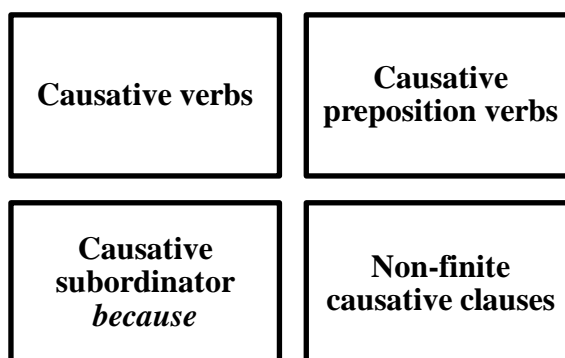 Causative verbs
Causative
preposition verbs
Causative
subordinator
because
Non-finite
causative clauses